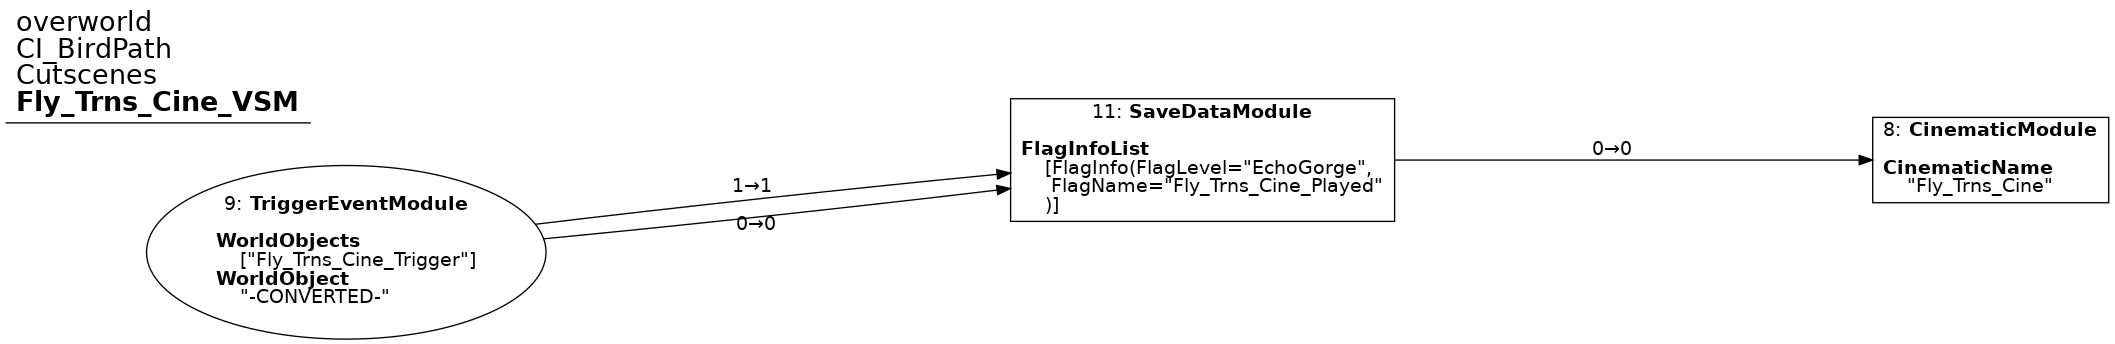 overworld
CI_BirdPath
Cutscenes
Fly_Trns_Cine_VSM
9: TriggerEventModule
WorldObjects
["Fly_Trns_Cine_Trigger"]
WorldObject
"-CONVERTED-"
1→1
0→0
11: SaveDataModule
FlagInfoList
[FlagInfo(FlagLevel="EchoGorge",
FlagName="Fly_Trns_Cine_Played"
)]
0→0
8: CinematicModule
CinematicName
"Fly_Trns_Cine"